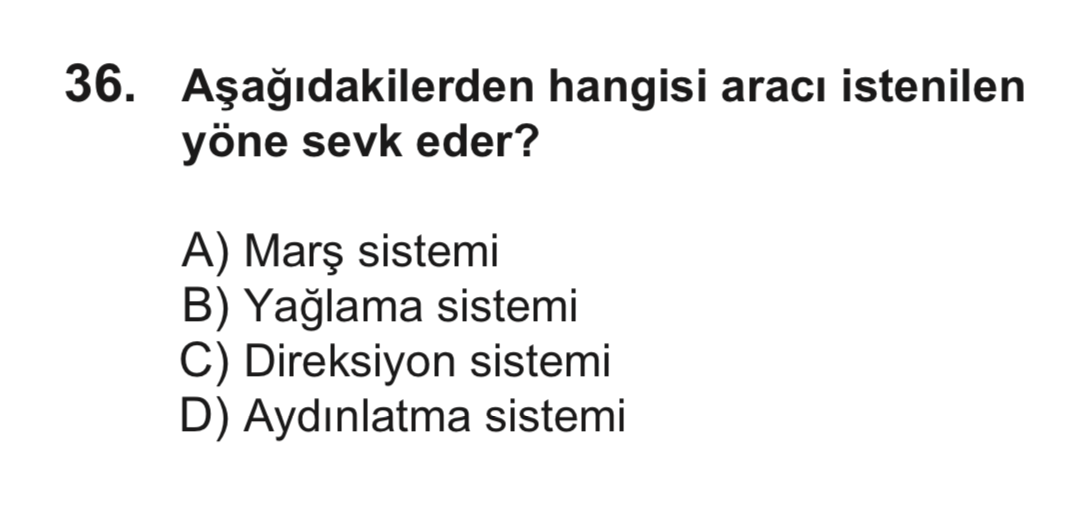 36. Aşağıdakilerden hangisi aracı istenilen
yöne sevk eder?
A) Marş sistemi
B) Yağlama sistemi
C) Direksiyon sistemi
D) Aydınlatma sistemi